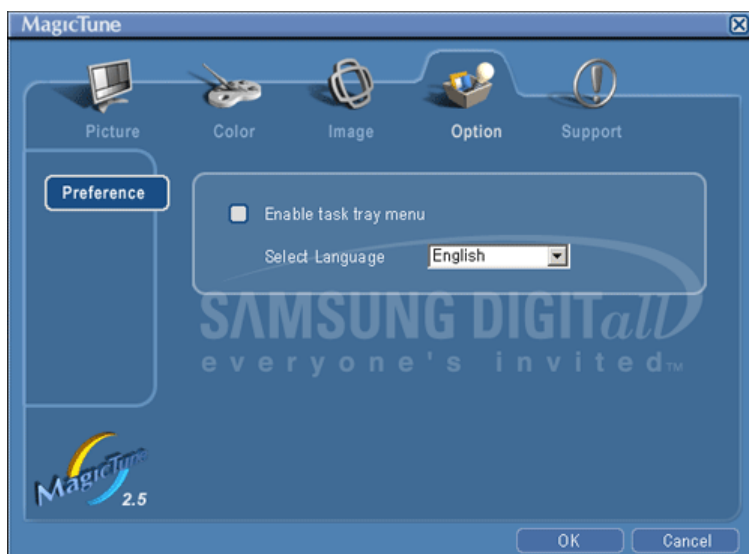 MagicTune
Picture
Color
Image
Option
Support
Preference
Enable task tray menu
Select Language
English
SAMSUNG DIGITall
everyone's invited™
MagicTune
2.5
OK
Cancel